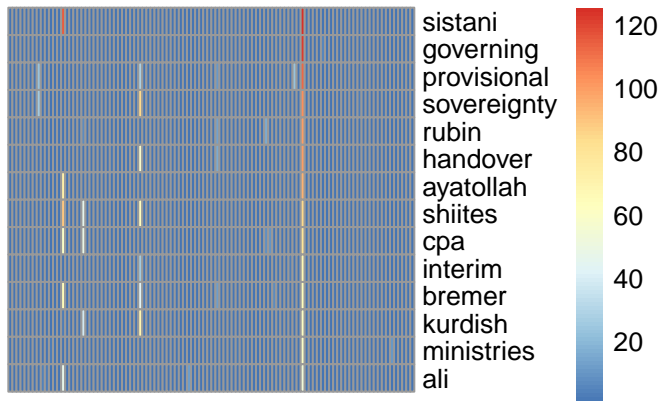 sistani
governing
provisional
sovereignty
rubin
handover
ayatollah
shiites
cpa
interim
bremer
kurdish
ministries
ali
120
100
80
60
40
20